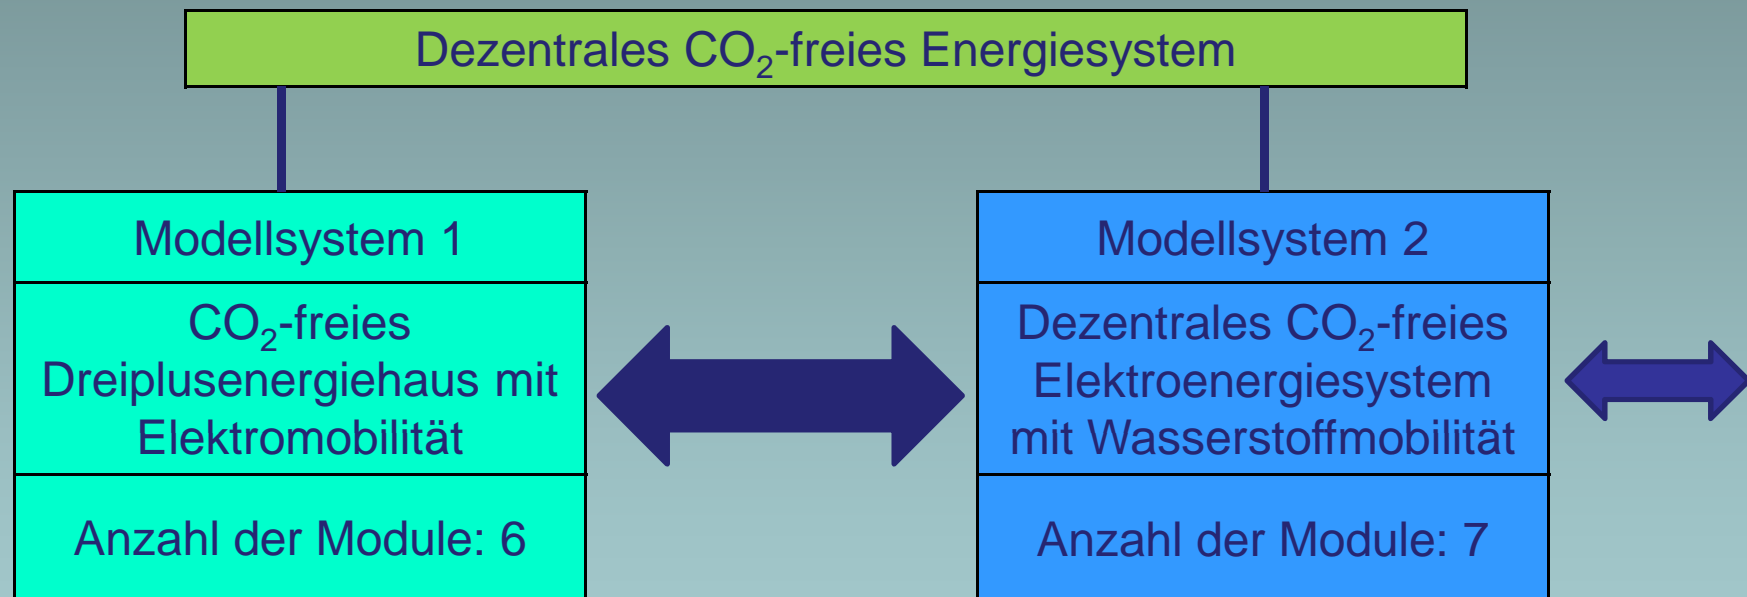 Dezentrales CO₂-freies Energiesystem
Modellsystem 1
CO₂-freies
Dreiplusenergiehaus mit
Elektromobilität
Anzahl der Module: 6
Modellsystem 2
Dezentrales CO₂-freies
Elektroenergiesystem
mit Wasserstoffmobilität
Anzahl der Module: 7